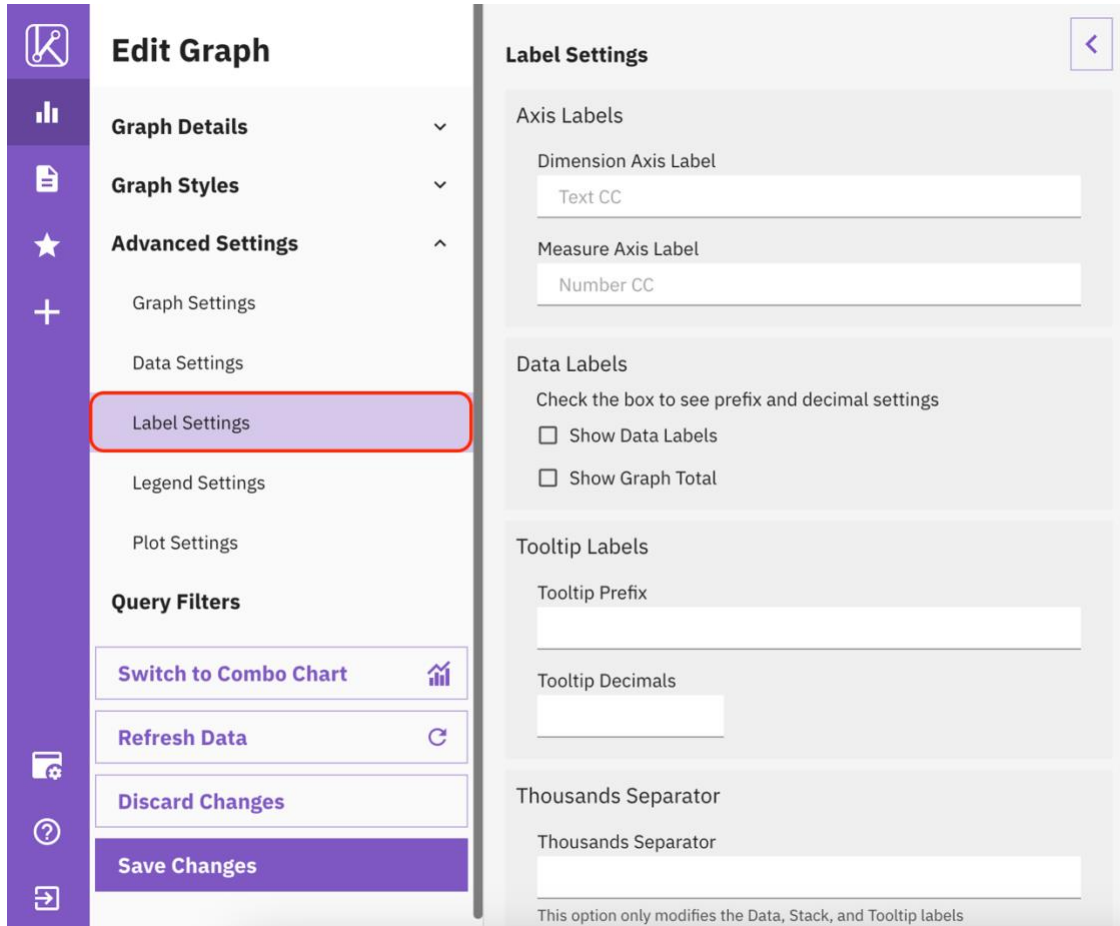 Edit Graph
Graph Details
Graph Styles
Advanced Settings
Graph Settings
Data Settings
Label Settings
Legend Settings
Plot Settings
Query Filters
Switch to Combo Chart
Refresh Data
Discard Changes
Save Changes
Label Settings
Axis Labels
Dimension Axis Label
Text CC
Measure Axis Label
Number CC
Data Labels
Check the box to see prefix and decimal settings
Show Data Labels
Show Graph Total
Tooltip Labels
Tooltip Prefix
Tooltip Decimals
Thousands Separator
Thousands Separator
This option only modifies the Data, Stack, and Tooltip labels